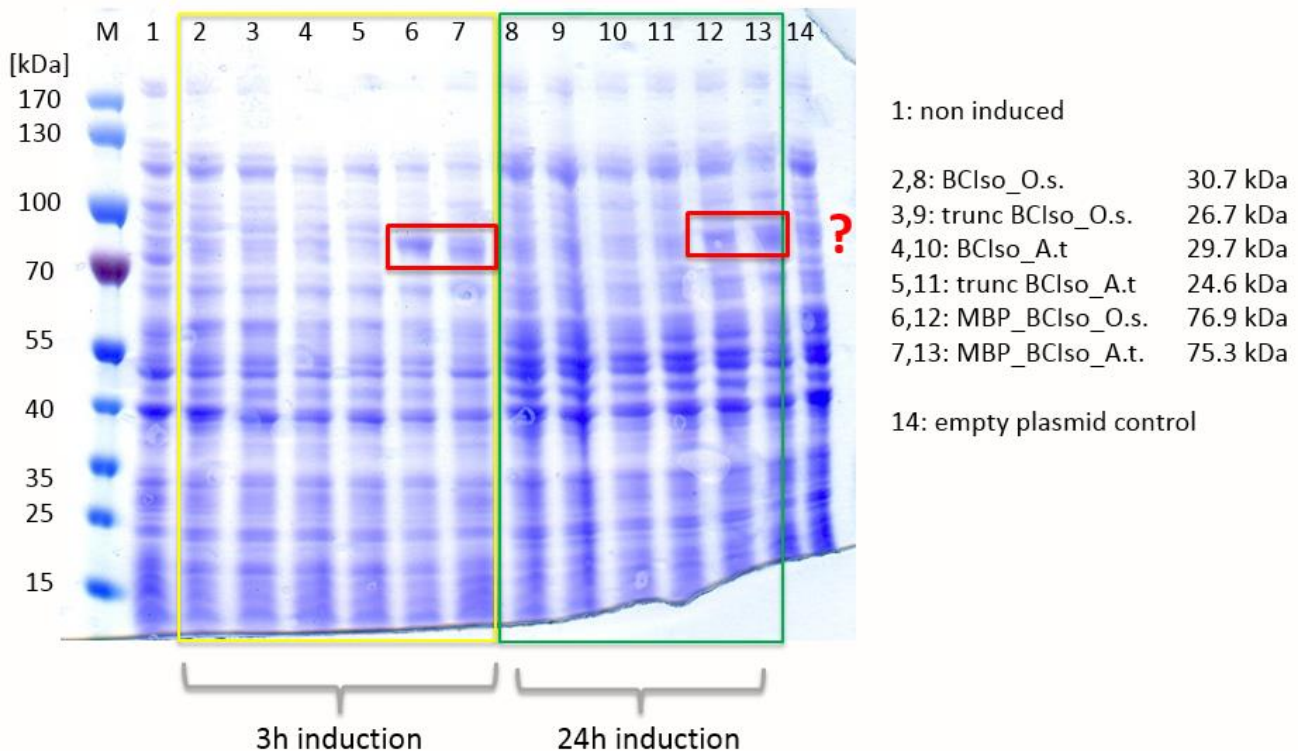 M 1 2 3 4 5 6 7 8 9 10 11 12 13 14
[kDa]
170
130
100
70
55
40
35
25
15
?
1: non induced
2,8: BCIso_O.s. 30.7 kDa
3,9: trunc BCIso_O.s. 26.7 kDa
4,10: BCIso_A.t 29.7 kDa
5,11: trunc BCIso_A.t 24.6 kDa
6,12: MBP_BCIso_O.s. 76.9 kDa
7,13: MBP_BCIso_A.t. 75.3 kDa
14: empty plasmid control
3h induction 24h induction